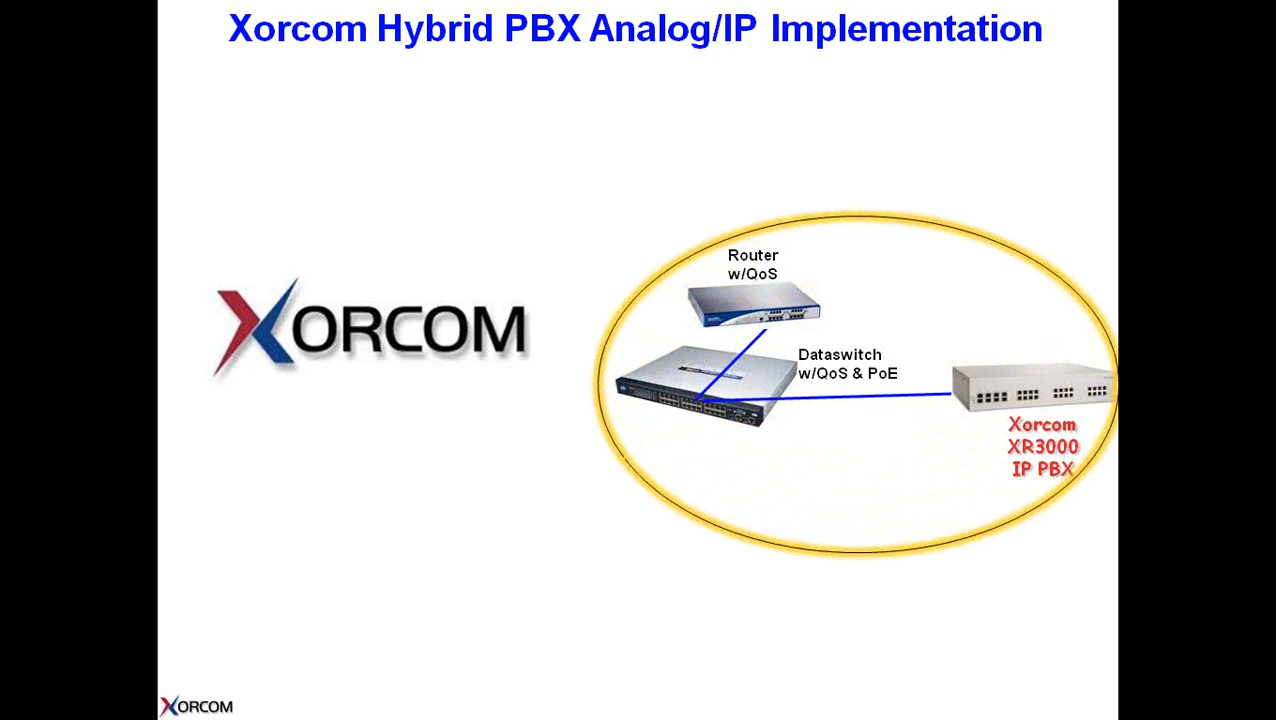 Xorcom Hybrid PBX Analog/IP Implementation
Router
w/QoS
XORCOM
Dataswitch
w/QoS & PoE
Xorcom
XR3000
IP PBX
XORCOM